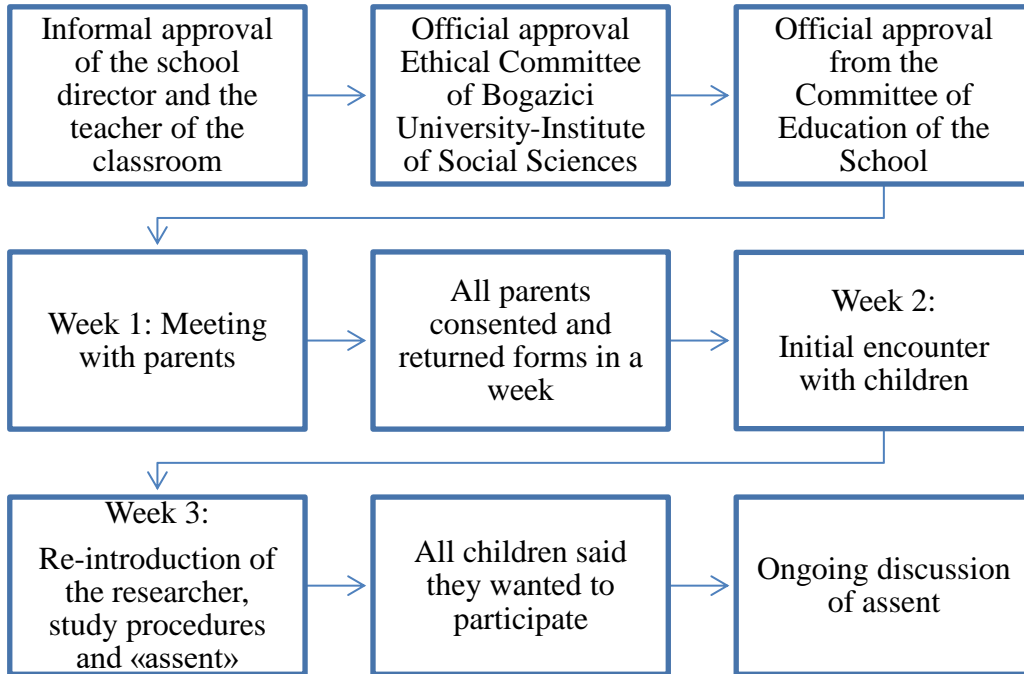 Informal approval
of the school
director and the
teacher of the
classroom
Official approval
Ethical Committee
of Bogazici
University-Institute
of Social Sciences
Official approval
from the
Committee of
Education of the
School
Week 1: Meeting
with parents
All parents
consented and
returned forms in a
week
Week 2:
Initial encounter
with children
Week 3:
Re-introduction of
the researcher,
study procedures
and «assent»
All children said
they wanted to
participate
Ongoing discussion
of assent